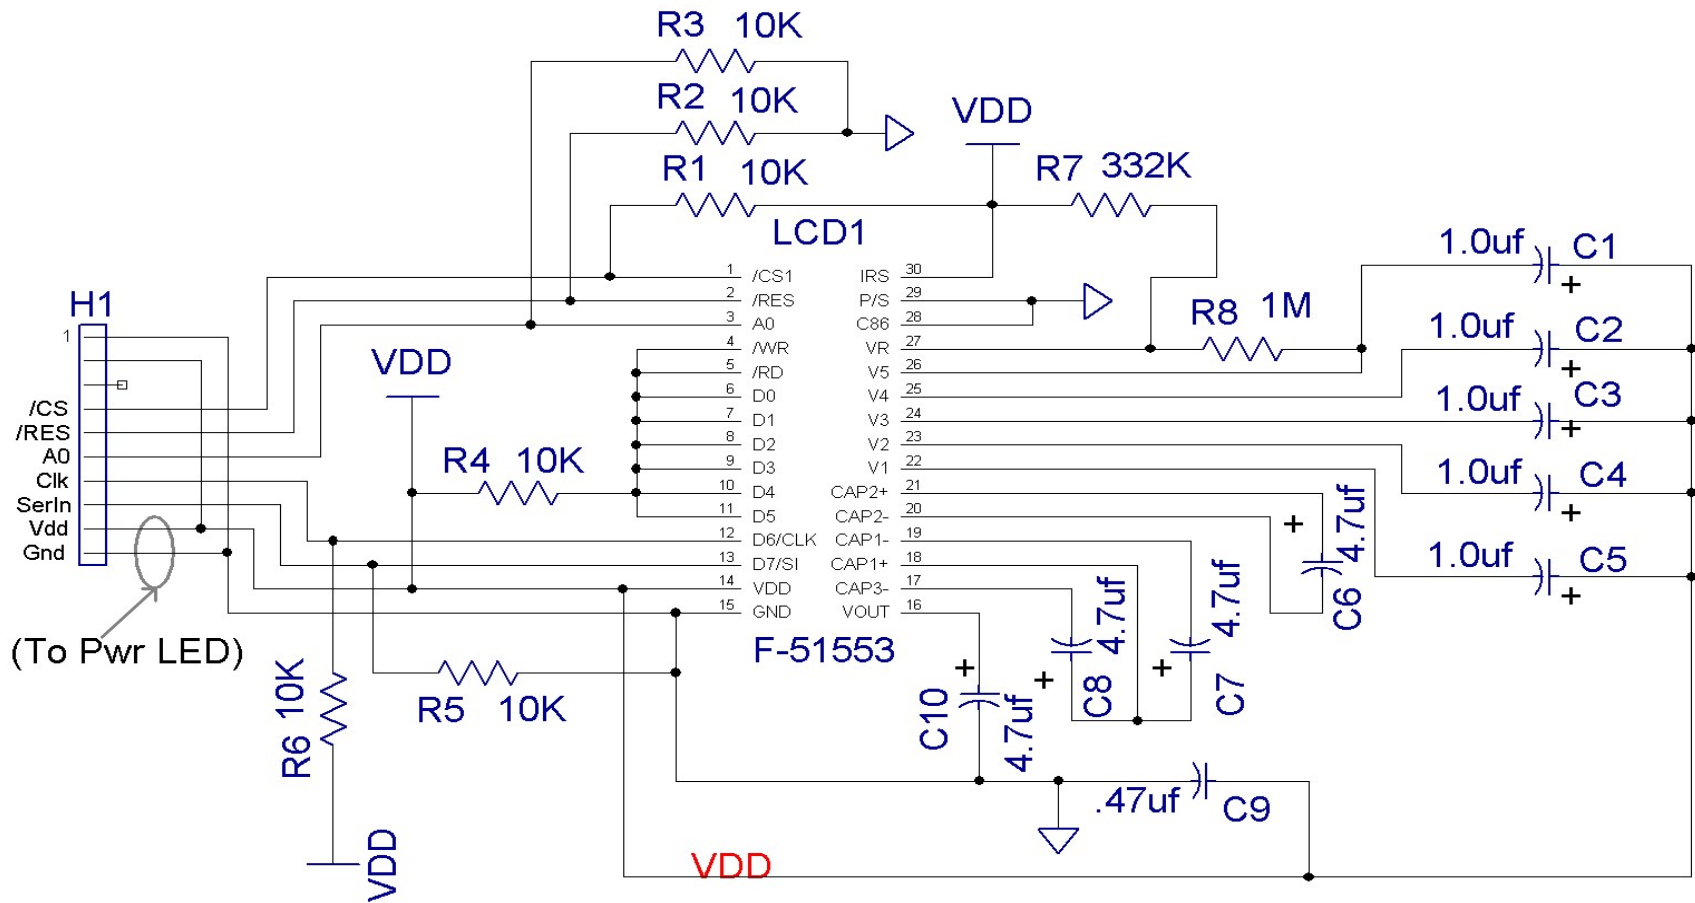 R3 10K
R2 10K
VDD
R1 10K
R7 332K
LCD1
1.0uf C1
1 /CS1 IRS 30
2 /RES P/S 29
3 A0 C86 28
4 /WR VR 27
5 /RD V5 26
6 D0 V4 25
7 D1 V3 24
8 D2 V2 23
9 D3 V1 22
10 D4 CAP2+ 21
11 D5 CAP2- 20
12 D6/CLK CAP1- 19
13 D7/SI CAP1+ 18
14 VDD CAP3- 17
15 GND VOUT 16
F-51553
H1
1
/CS
/RES
A0
Clk
SerIn
Vdd
Gnd
(To Pwr LED)
VDD
R4 10K
R8 1M
1.0uf C2
1.0uf C3
1.0uf C4
1.0uf C5
+
+
+
+
+
+ 4.7uf C6
+ 4.7uf C7
+ 4.7uf C8
+ C10 4.7uf
R5 10K
R6 10K
VDD
.47uf C9
VDD